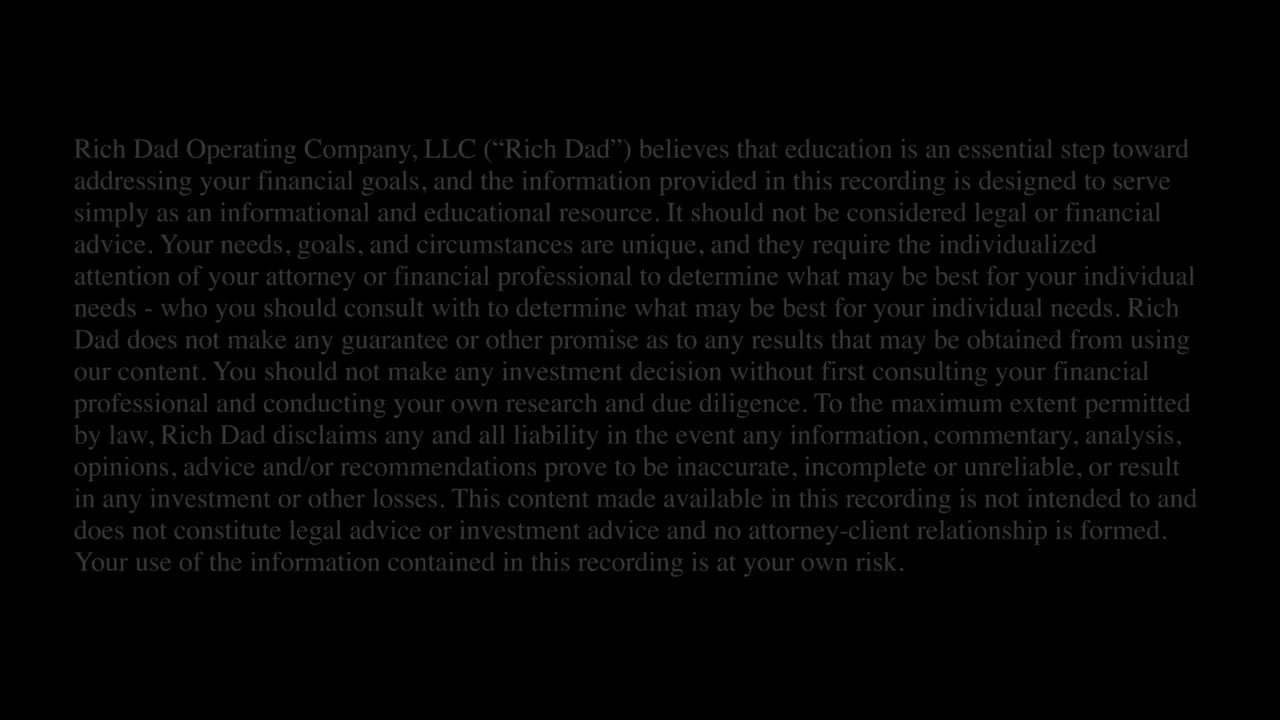 Rich Dad Operating Company, LLC (“Rich Dad”) believes that education is an essential step toward
addressing your financial goals, and the information provided in this recording is designed to serve
simply as an informational and educational resource. It should not be considered legal or financial
advice. Your needs, goals, and circumstances are unique, and they require the individualized
attention of your attorney or financial professional to determine what may be best for your individual
needs - who you should consult with to determine what may be best for your individual needs. Rich
Dad does not make any guarantee or other promise as to any results that may be obtained from using
our content. You should not make any investment decision without first consulting your financial
professional and conducting your own research and due diligence. To the maximum extent permitted
by law, Rich Dad disclaims any and all liability in the event any information, commentary, analysis,
opinions, advice and/or recommendations prove to be inaccurate, incomplete or unreliable, or result
in any investment or other losses. This content made available in this recording is not intended to and
does not constitute legal advice or investment advice and no attorney-client relationship is formed.
Your use of the information contained in this recording is at your own risk.